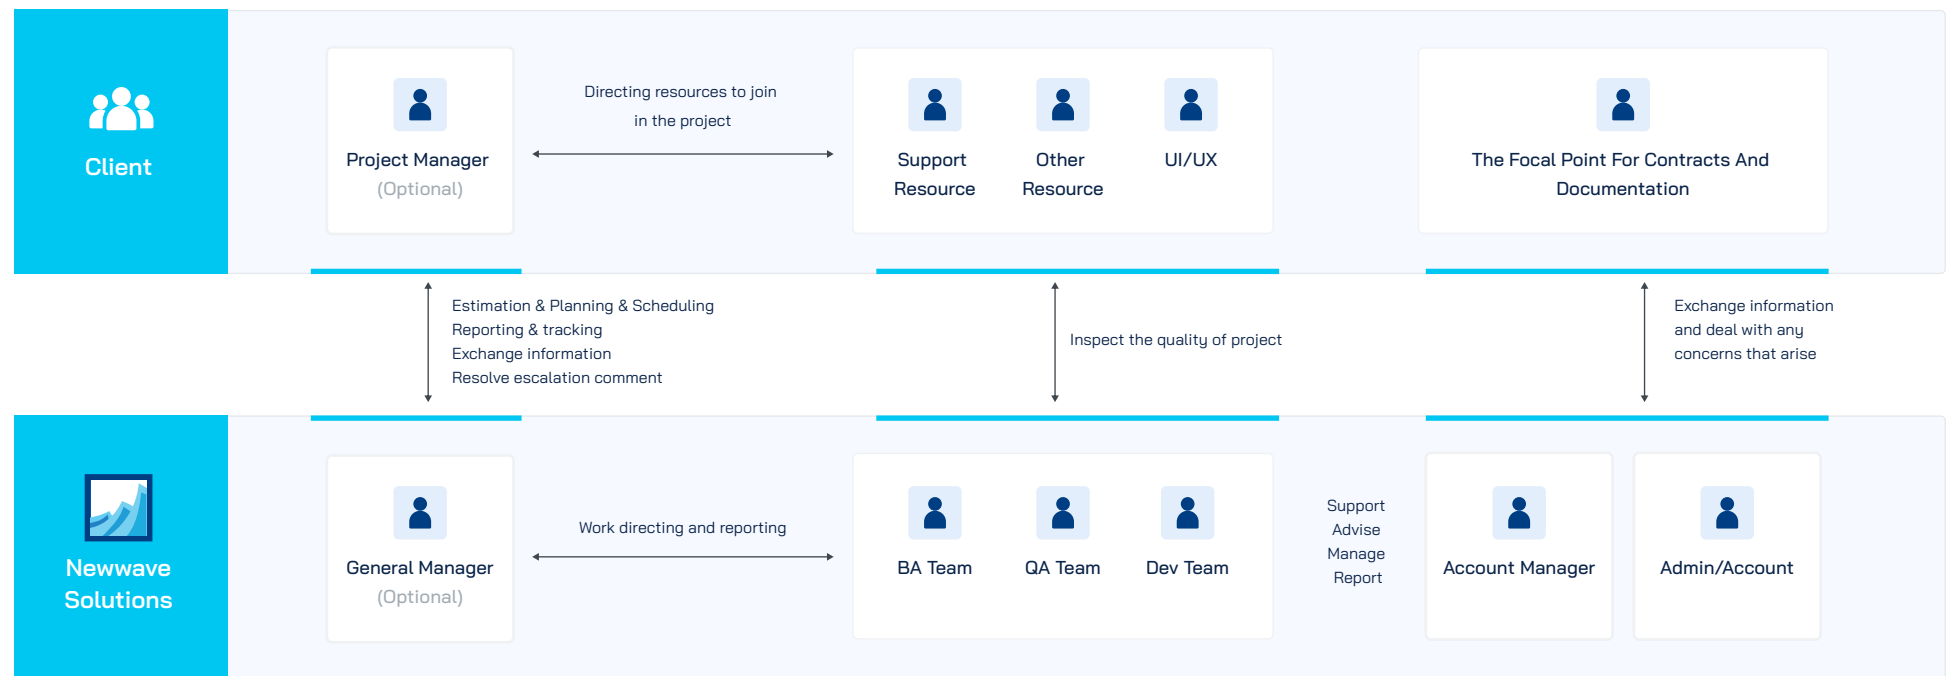 Client
Project Manager
(Optional)
Directing resources to join
in the project
Support
Resource
Other
Resource
UI/UX
The Focal Point For Contracts And
Documentation
Estimation & Planning & Scheduling
Reporting & tracking
Exchange information
Resolve escalation comment
Inspect the quality of project
Exchange information
and deal with any
concerns that arise
Newwave
Solutions
General Manager
(Optional)
Work directing and reporting
BA Team
QA Team
Dev Team
Support
Advise
Manage
Report
Account Manager
Admin/Account